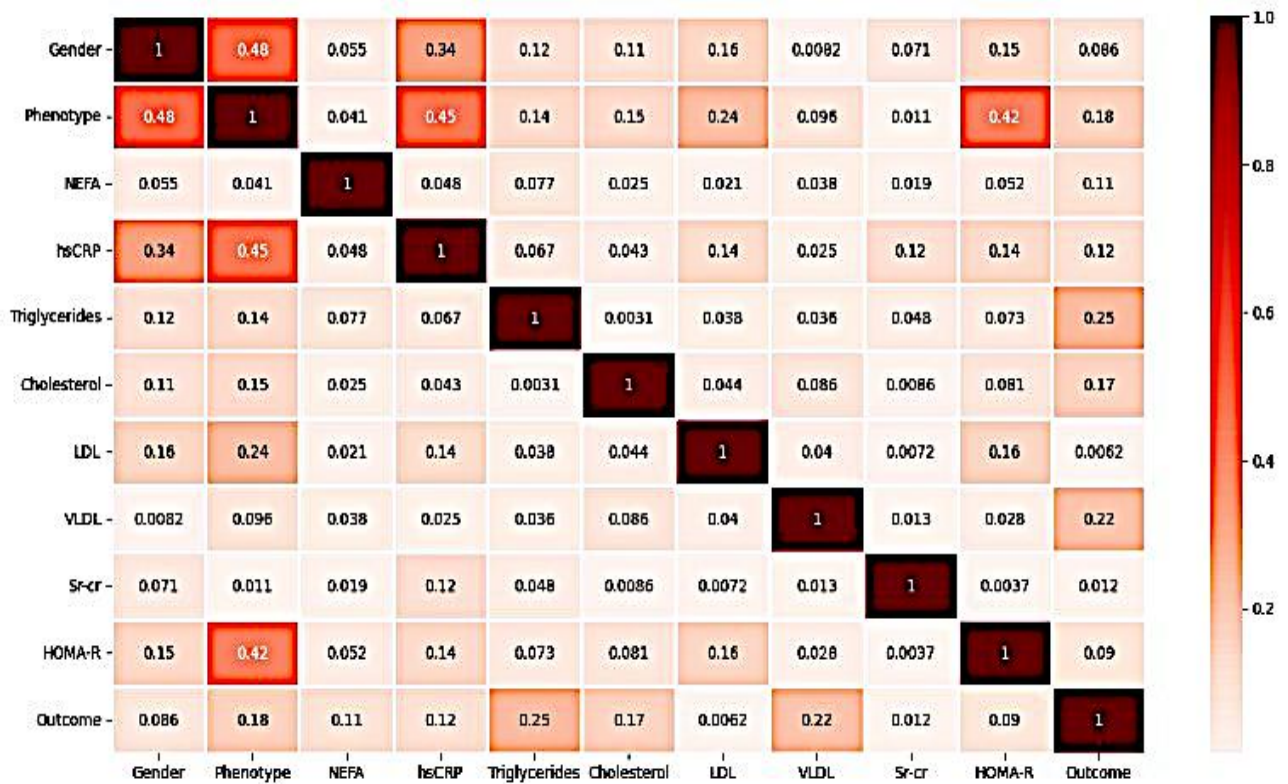 Gender 1 0.48 0.055 0.34 0.12 0.11 0.16 0.0082 0.071 0.15 0.086
Phenotype 0.48 1 0.041 0.45 0.14 0.15 0.24 0.096 0.011 0.42 0.18
NEFA 0.055 0.041 1 0.048 0.077 0.025 0.021 0.038 0.019 0.052 0.11
hsCRP 0.34 0.45 0.048 1 0.067 0.043 0.14 0.025 0.12 0.14 0.12
Triglycerides 0.12 0.14 0.077 0.067 1 0.0031 0.038 0.036 0.048 0.073 0.25
Cholesterol 0.11 0.15 0.025 0.043 0.0031 1 0.044 0.086 0.0086 0.081 0.17
LDL 0.16 0.24 0.021 0.14 0.038 0.044 1 0.04 0.0072 0.16 0.0062
VLDL 0.0082 0.096 0.038 0.025 0.036 0.086 0.04 1 0.013 0.028 0.22
Sr-cr 0.071 0.011 0.019 0.12 0.048 0.0086 0.0072 0.013 1 0.0037 0.012
HOMA-R 0.15 0.42 0.052 0.14 0.073 0.081 0.16 0.028 0.0037 1 0.09
Outcome 0.086 0.18 0.11 0.12 0.25 0.17 0.0062 0.22 0.012 0.09 1
Gender Phenotype NEFA hsCRP Triglycerides Cholesterol LDL VLDL Sr-cr HOMA-R Outcome
1.0
0.8
0.6
0.4
0.2